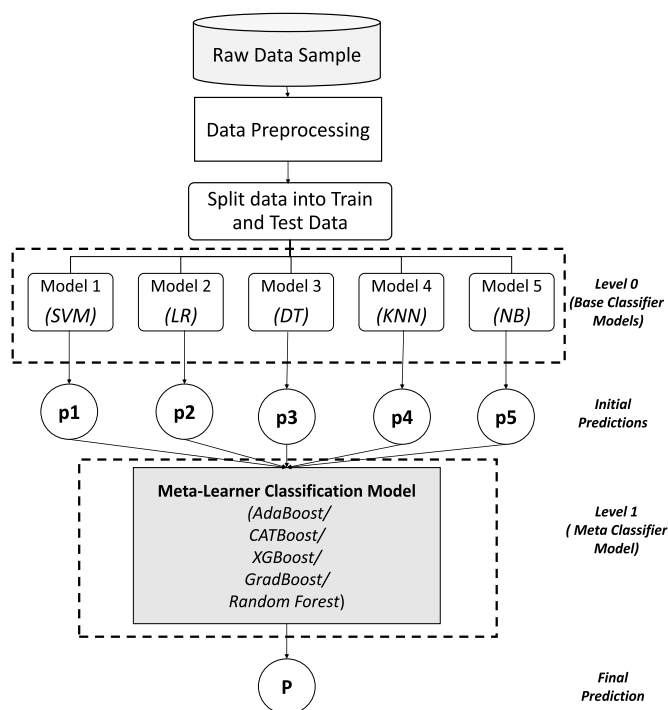 Raw Data Sample
Data Preprocessing
Split data into Train
and Test Data
Model 1
(SVM)
Model 2
(LR)
Model 3
(DT)
Model 4
(KNN)
Model 5
(NB)
Level 0
(Base Classifier
Models)
p1
p2
p3
p4
p5
Initial
Predictions
Meta-Learner Classification Model
(AdaBoost/
CATBoost/
XGBoost/
GradBoost/
Random Forest)
Level 1
( Meta Classifier
Model)
P
Final
Prediction